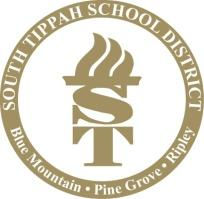 SOUTH TIPPAH SCHOOL DISTRICT
ST
Blue Mountain • Pine Grove • Ripley